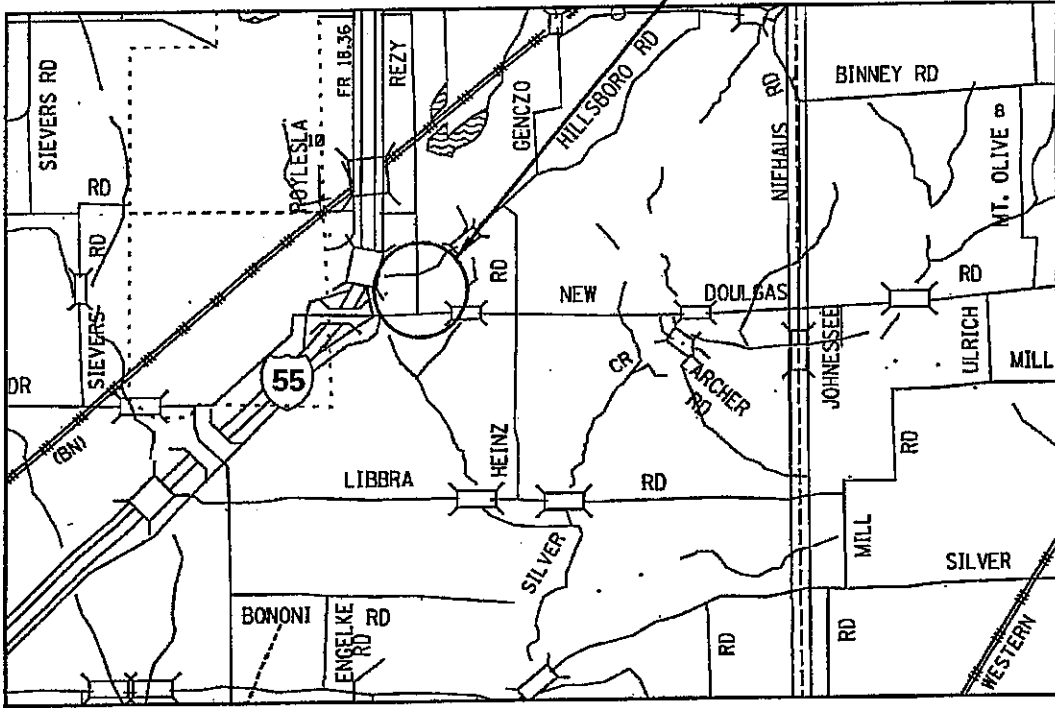 SIEVERS RD
RD
RD
SIEVERS
DR
(BN)
FR 18.36
REZY
ROYLESLA
18
GENCZO
RD
HILLSBORO RD
RD
NIEHAUS
BINNEY RD
MT. OLIVE 8
NEW DOULGAS RD
55
CR
ARCHER
RD
JOHNESSEE
ULRICH
MILL
RD
HEINZ
LIBBRA RD
SILVER
MILL
SILVER
BONONI RD
ENGELKE
RD
RD
RD
WESTERN